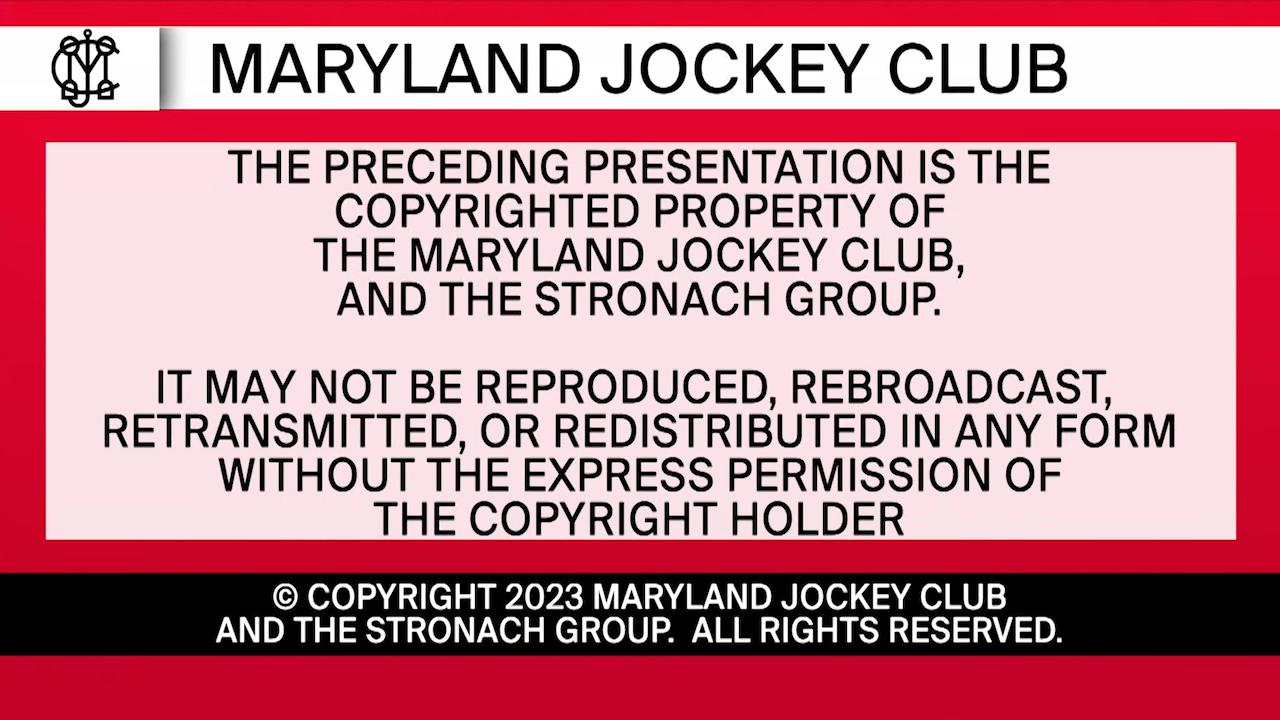 MARYLAND JOCKEY CLUB
THE PRECEDING PRESENTATION IS THE
COPYRIGHTED PROPERTY OF
THE MARYLAND JOCKEY CLUB,
AND THE STRONACH GROUP.
IT MAY NOT BE REPRODUCED, REBROADCAST,
RETRANSMITTED, OR REDISTRIBUTED IN ANY FORM
WITHOUT THE EXPRESS PERMISSION OF
THE COPYRIGHT HOLDER
© COPYRIGHT 2023 MARYLAND JOCKEY CLUB
AND THE STRONACH GROUP. ALL RIGHTS RESERVED.